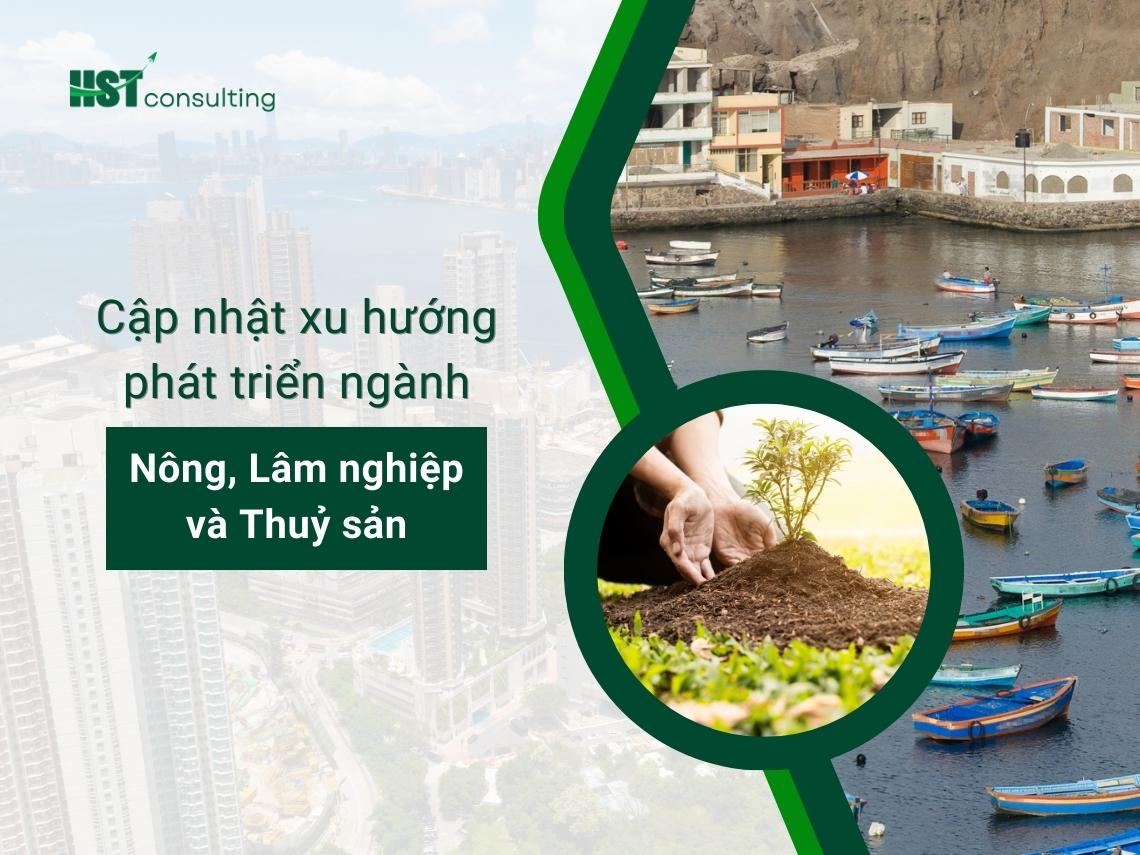 HST consulting
Cập nhật xu hướng
phát triển ngành
Nông, Lâm nghiệp
và Thuỷ sản